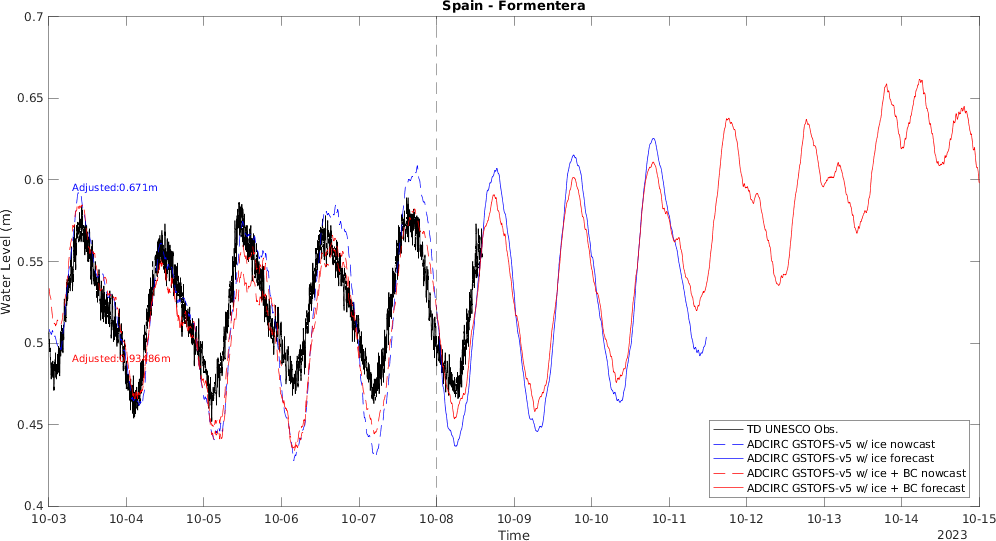 Spain - Formentera
0.7
0.65
0.6
0.55
0.5
0.45
0.4
Water Level (m)
Adjusted:0.671m
Adjusted:0.93486m
TD UNESCO Obs.
ADCIRC GSTOFS-v5 w/ ice nowcast
ADCIRC GSTOFS-v5 w/ ice forecast
ADCIRC GSTOFS-v5 w/ ice + BC nowcast
ADCIRC GSTOFS-v5 w/ ice + BC forecast
10-03 10-04 10-05 10-06 10-07 10-08 10-09 10-10 10-11 10-12 10-13 10-14 10-15
Time
2023